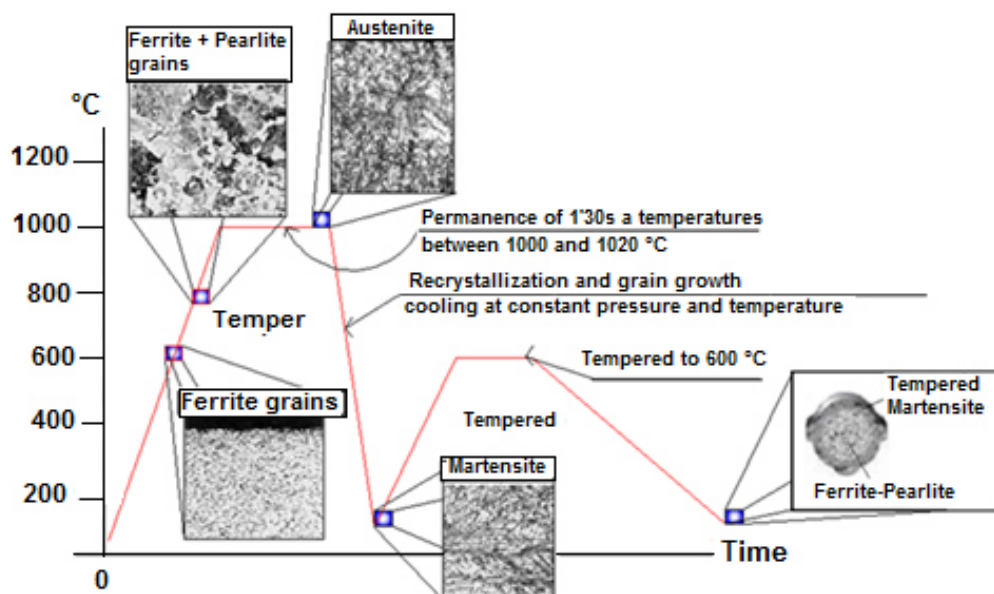 Ferrite + Pearlite
grains
Austenite
°C
1200
1000
800
600
400
200
0
Permanence of 1'30s a temperatures
between 1000 and 1020 °C
Recrystallization and grain growth
cooling at constant pressure and temperature
Temper
Tempered to 600 °C
Ferrite grains
Tempered
Martensite
Tempered
Martensite
Ferrite-Pearlite
Time